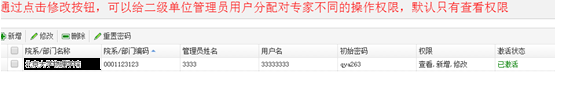 通过点击修改按钮，可以给二级单位管理员用户分配对专家不同的操作权限，默认只有查看权限
新增 修改 删除 重置密码
院系/部门名称 院系/部门编码 管理员姓名 用户名 初始密码 权限 激活状态
0001123123 3333 33333333 qyw263 查看,新增,修改 已激活